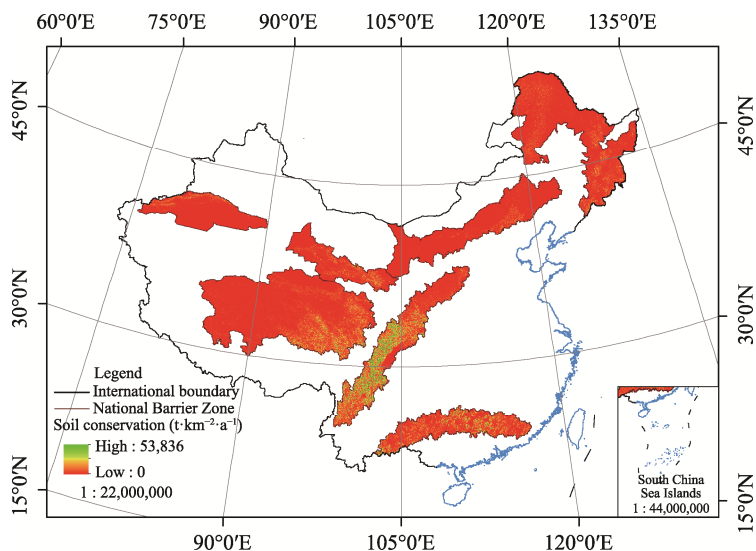 60°0′E 75°0′E 90°0′E 105°0′E 120°0′E 135°0′E
45°0′N
45°0′N
30°0′N
30°0′N
15°0′N
15°0′N
Legend
International boundary
National Barrier Zone
Soil conservation (t·km⁻²·a⁻¹)
High : 53,836
Low : 0
1 : 22,000,000
South China
Sea Islands
1 : 44,000,000
90°0′E 105°0′E 120°0′E